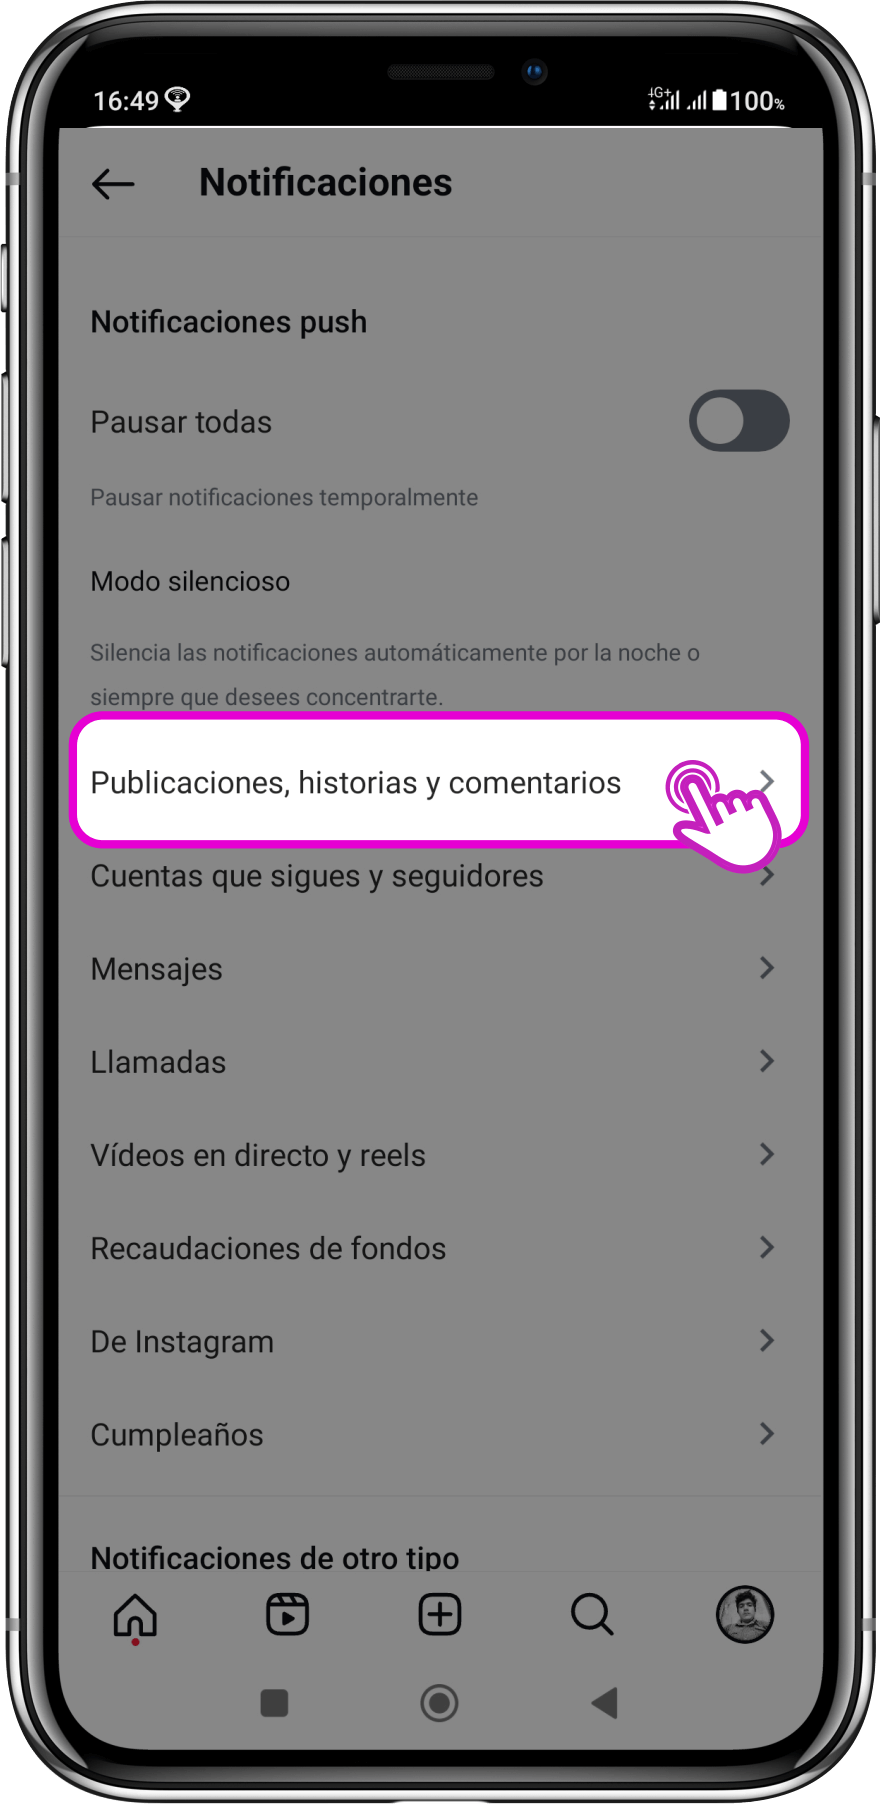 16:49 4G+ 100%
Notificaciones
Notificaciones push
Pausar todas
Pausar notificaciones temporalmente
Modo silencioso
Silencia las notificaciones automáticamente por la noche o
siempre que desees concentrarte.
Publicaciones, historias y comentarios
Cuentas que sigues y seguidores
Mensajes
Llamadas
Vídeos en directo y reels
Recaudaciones de fondos
De Instagram
Cumpleaños
Notificaciones de otro tipo